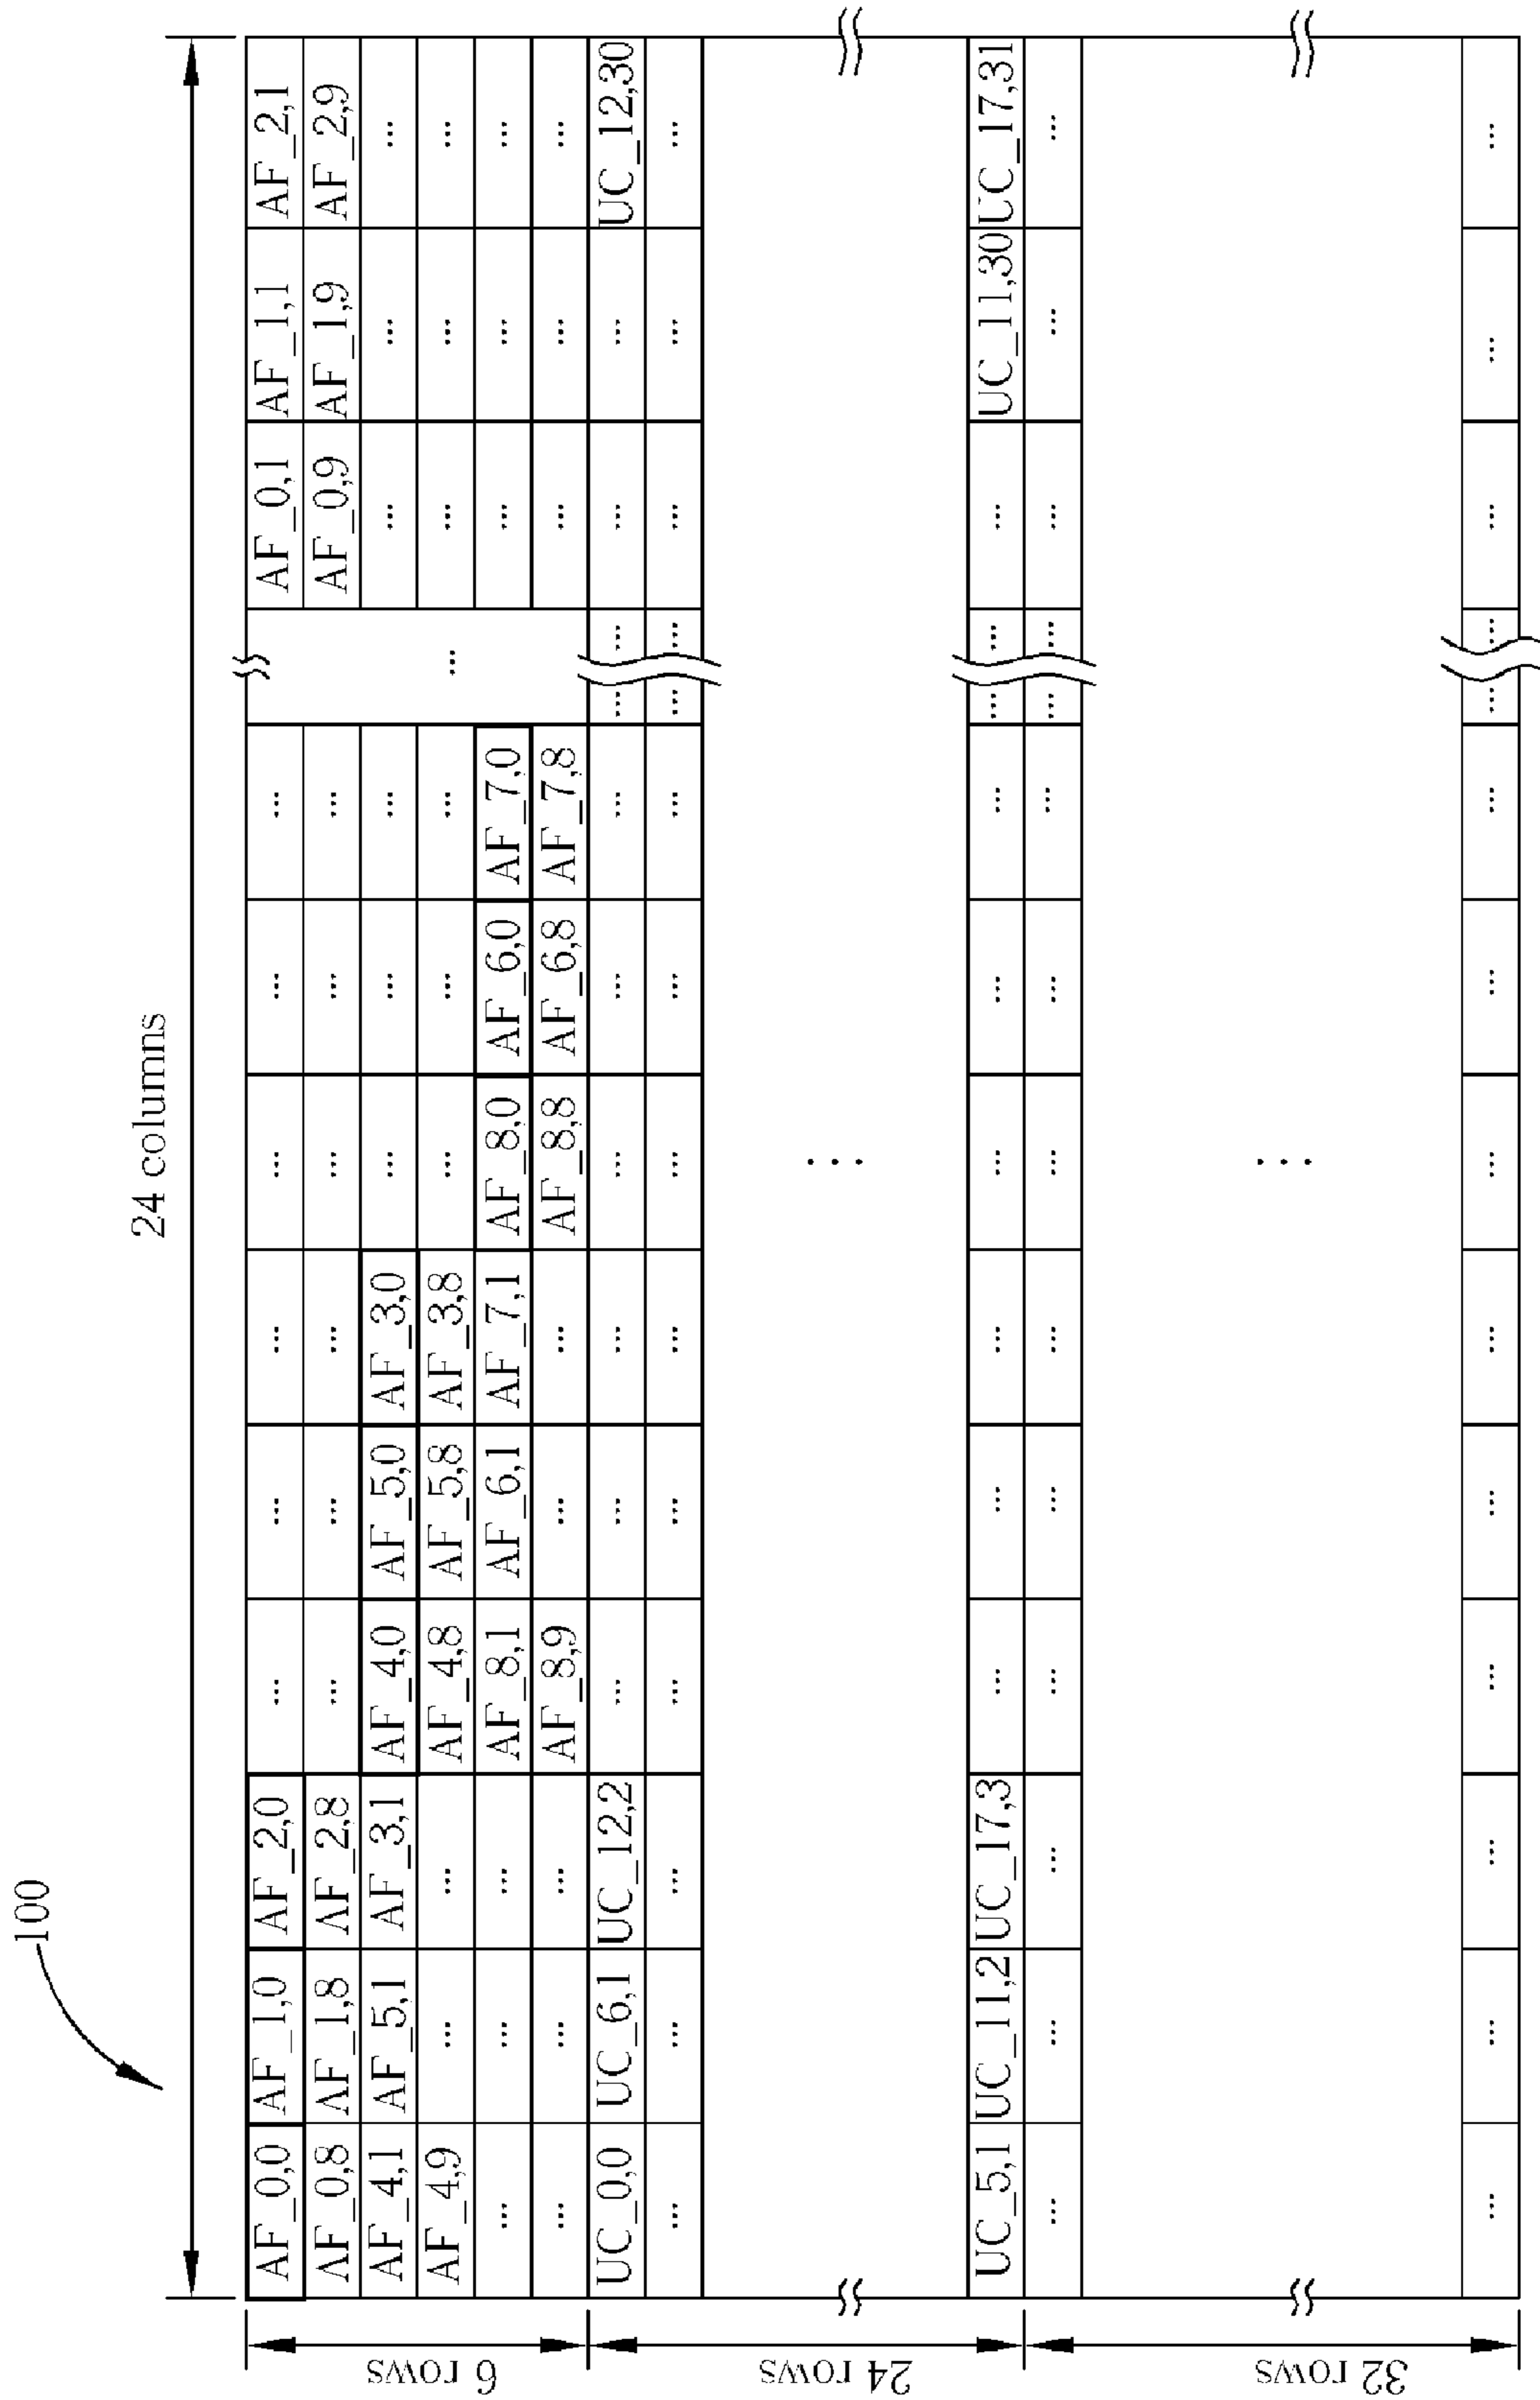 100
24 columns
6 rows
AF_0,0 AF_1,0 AF_2,0 ... ... ... ... ... ... AF_0,1 AF_1,1 AF_2,1
AF_0,8 AF_1,8 AF_2,8 ... ... ... ... ... ... AF_0,9 AF_1,9 AF_2,9
AF_4,1 AF_5,1 AF_3,1 AF_4,0 AF_5,0 AF_3,0 ... ... ... ... ... ...
AF_4,9 ... ... AF_4,8 AF_5,8 AF_3,8 ... ... ... ... ... ... ...
... ... ... AF_8,1 AF_6,1 AF_7,1 AF_8,0 AF_6,0 AF_7,0 ... ... ...
... ... ... AF_8,9 ... ... AF_8,8 AF_6,8 AF_7,8 ... ... ...
24 rows
UC_0,0 UC_6,1 UC_12,2 ... ... ... ... ... ... ... ... ... ... UC_12,30
... ... ... ... ... ... ... ... ... ... ... ... ... ...
...
UC_5,1 UC_11,2 UC_17,3 ... ... ... ... ... ... ... ... ... UC_11,30 UC_17,31
32 rows
... ... ... ... ... ... ... ... ... ... ... ... ... ...
...
... ... ... ... ... ... ... ... ... ... ... ... ... ...